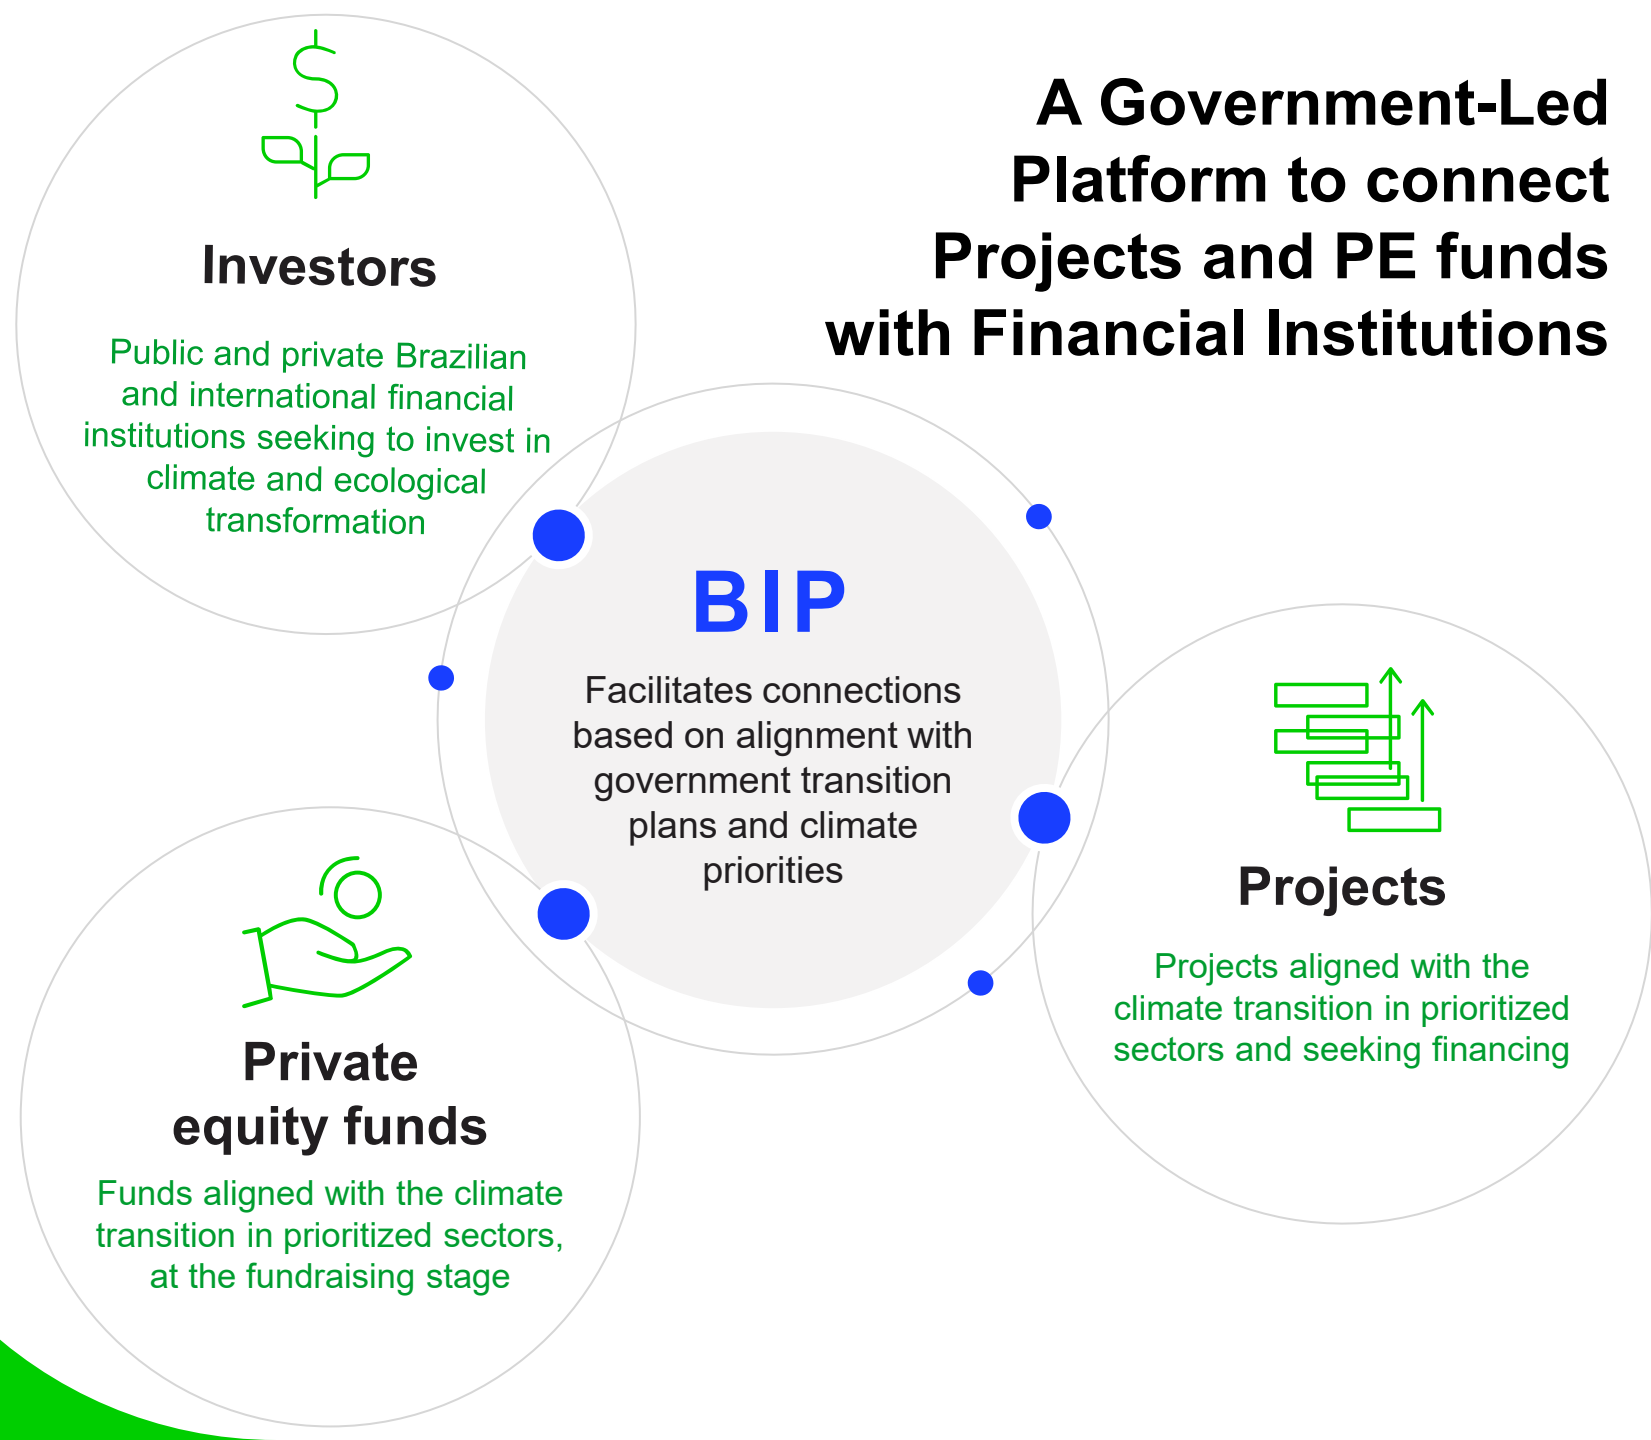 A Government-Led
Platform to connect
Projects and PE funds
with Financial Institutions
Investors
Public and private Brazilian
and international financial
institutions seeking to invest in
climate and ecological
transformation
BIP
Facilitates connections
based on alignment with
government transition
plans and climate
priorities
Projects
Projects aligned with the
climate transition in prioritized
sectors and seeking financing
Private
equity funds
Funds aligned with the climate
transition in prioritized sectors,
at the fundraising stage